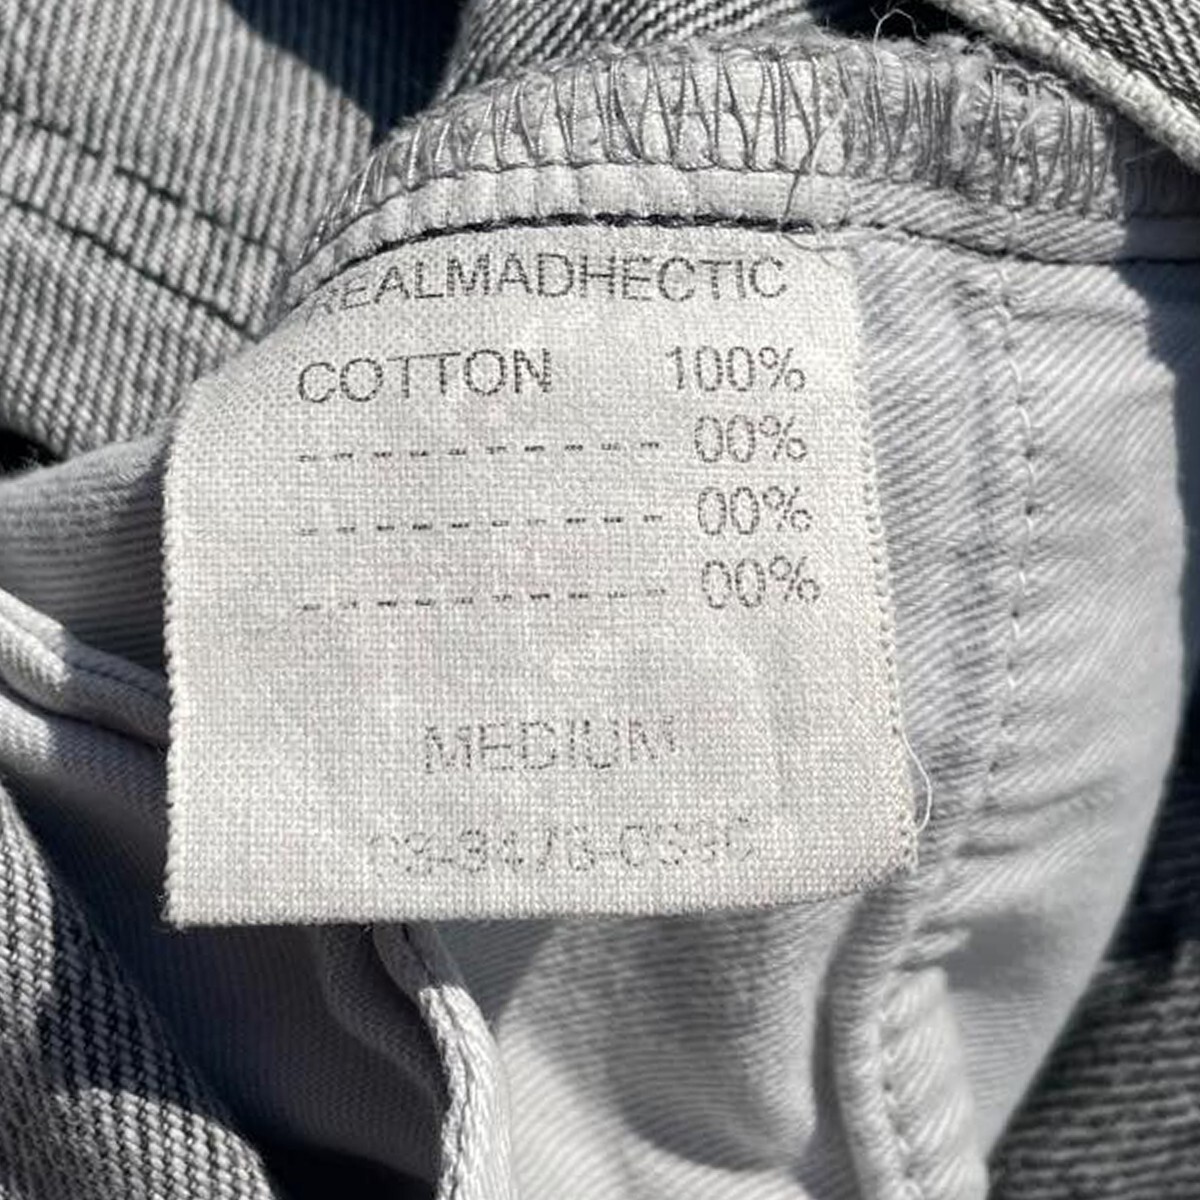 REALMADHECTIC
COTTON 100%
---------- 00%
---------- 00%
---------- 00%
MEDIUM